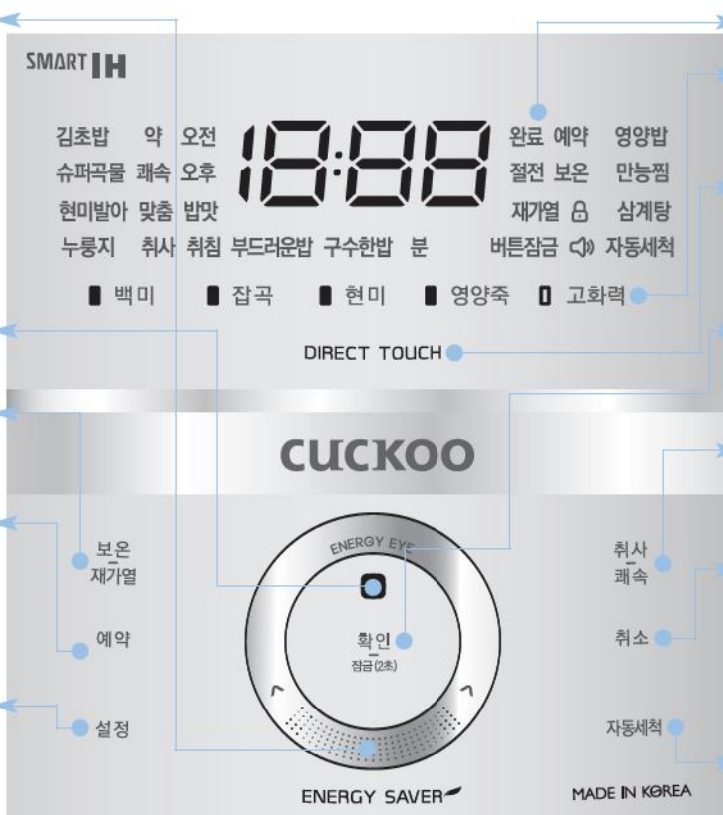 SMART IH
김초밥 약 오전 18:88 완료 예약 영양밥
슈퍼곡물 쾌속 오후 절전 보온 만능찜
현미발아 맞춤 밥맛 재가열 삼계탕
누룽지 취사 취침 부드러운밥 구수한밥 분 버튼잠금 자동세척
백미 잡곡 현미 영양죽 고화력
DIRECT TOUCH
CUCKOO
ENERGY EYE
보온
재가열
예약
설정
확인
잠금(2초)
취사
쾌속
취소
자동세척
ENERGY SAVER
MADE IN KOREA